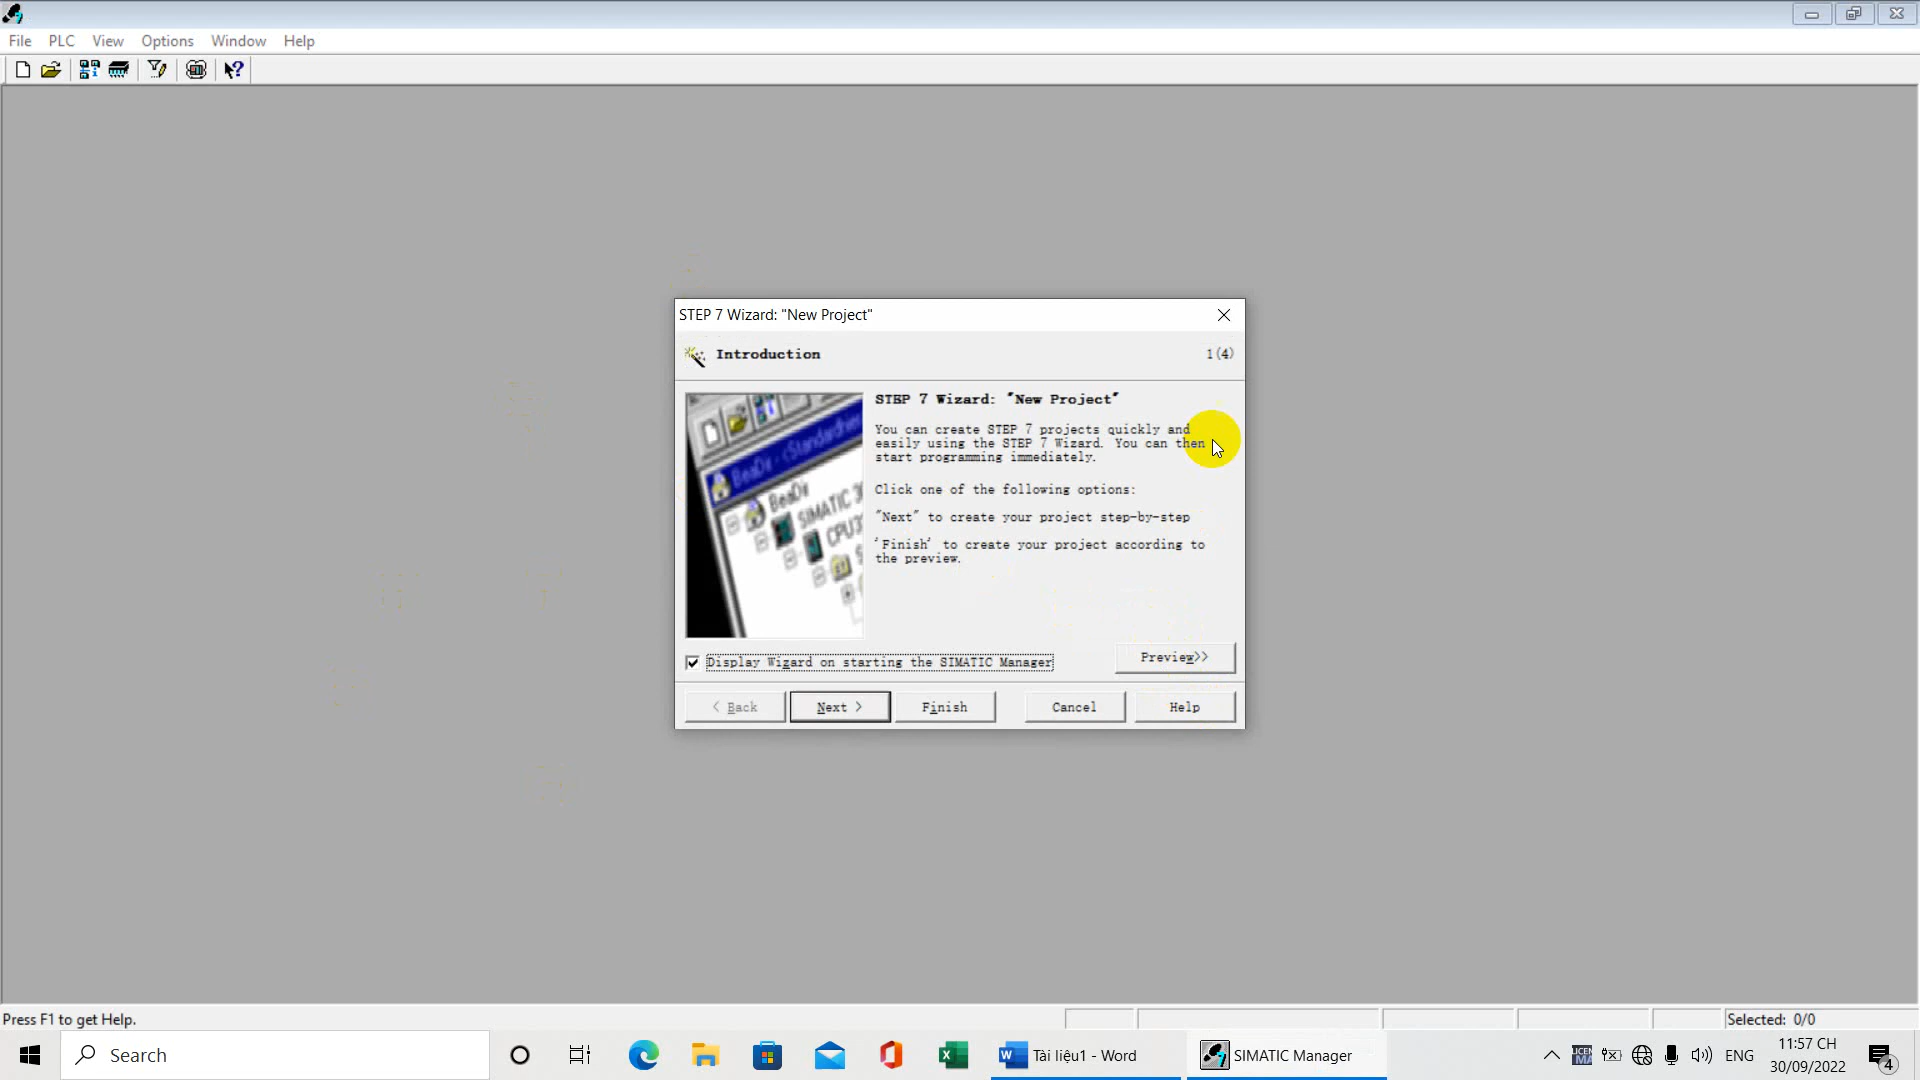 File PLC View Options Window Help
STEP 7 Wizard: "New Project"
Introduction 1(4)
STEP 7 Wizard: "New Project"
You can create STEP 7 projects quickly and
easily using the STEP 7 Wizard. You can then
start programming immediately.
Click one of the following options:
"Next" to create your project step-by-step
'Finish' to create your project according to
the preview.
BeaDir
SIMATIC
Display Wizard on starting the SIMATIC Manager
Preview>>
< Back Next > Finish Cancel Help
Press F1 to get Help.
Selected: 0/0
Search
Tài liệu1 - Word
SIMATIC Manager
ENG
11:57 CH
30/09/2022
4